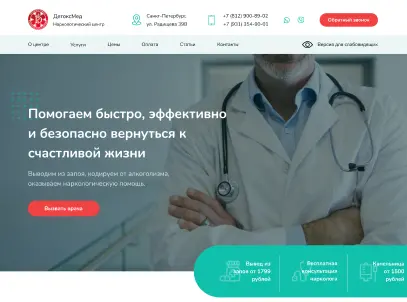 ДетоксМед
Наркологический центр
Санкт-Петербург
ул. Радищева 39В
+7 (812) 900-89-02
+7 (931) 354-90-03
Обратный звонок
О центре
Услуги
Цены
Оплата
Статьи
Контакты
Версия для слабовидящих
Помогаем быстро, эффективно
и безопасно вернуться к
счастливой жизни
Выводим из запоя, кодируем от алкоголизма,
оказываем наркологическую помощь.
Вызвать врача
Вывод из
запоя от 1799
рублей
Бесплатная
консультация
нарколога
Капельница
от 1500
рублей